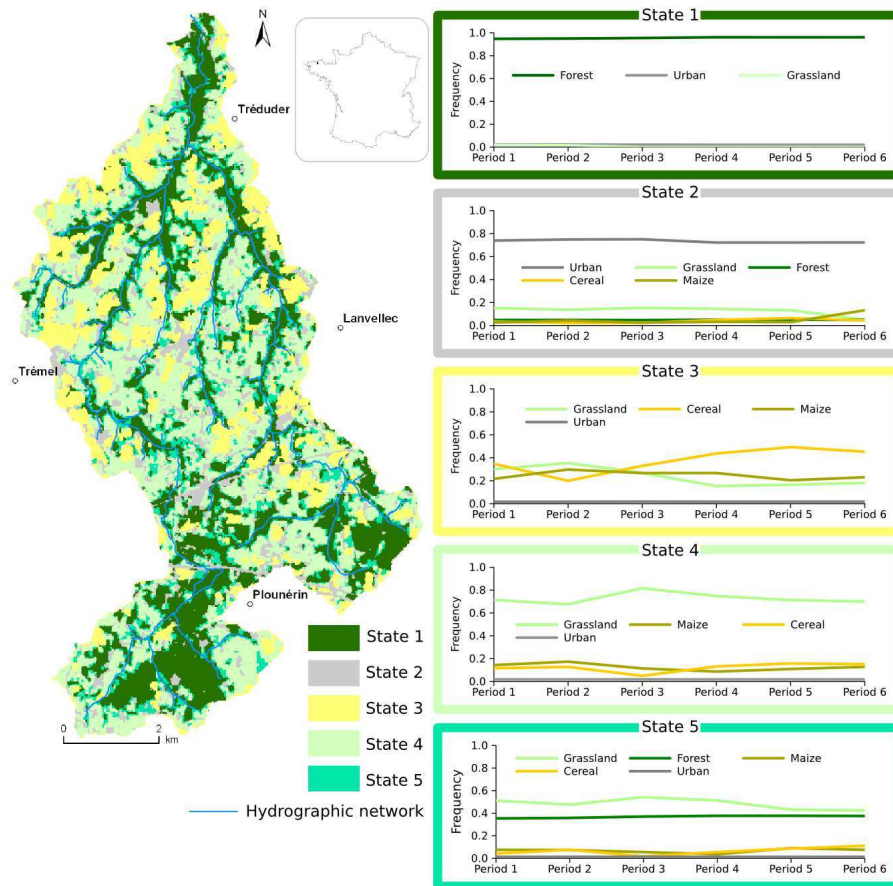 N
Tréduder
Lanvellec
Trémel
Plounérin
0 2
km
State 1
State 2
State 3
State 4
State 5
Hydrographic network
State 1
Frequency
1.0
0.8
0.6
0.4
0.2
0.0
Forest Urban Grassland
Period 1 Period 2 Period 3 Period 4 Period 5 Period 6
State 2
Frequency
1.0
0.8
0.6
0.4
0.2
0.0
Urban Grassland Forest
Cereal Maize
Period 1 Period 2 Period 3 Period 4 Period 5 Period 6
State 3
Frequency
1.0
0.8
0.6
0.4
0.2
0.0
Grassland Cereal Maize
Urban
Period 1 Period 2 Period 3 Period 4 Period 5 Period 6
State 4
Frequency
1.0
0.8
0.6
0.4
0.2
0.0
Grassland Maize Cereal
Urban
Period 1 Period 2 Period 3 Period 4 Period 5 Period 6
State 5
Frequency
1.0
0.8
0.6
0.4
0.2
0.0
Grassland Forest Maize
Cereal Urban
Period 1 Period 2 Period 3 Period 4 Period 5 Period 6